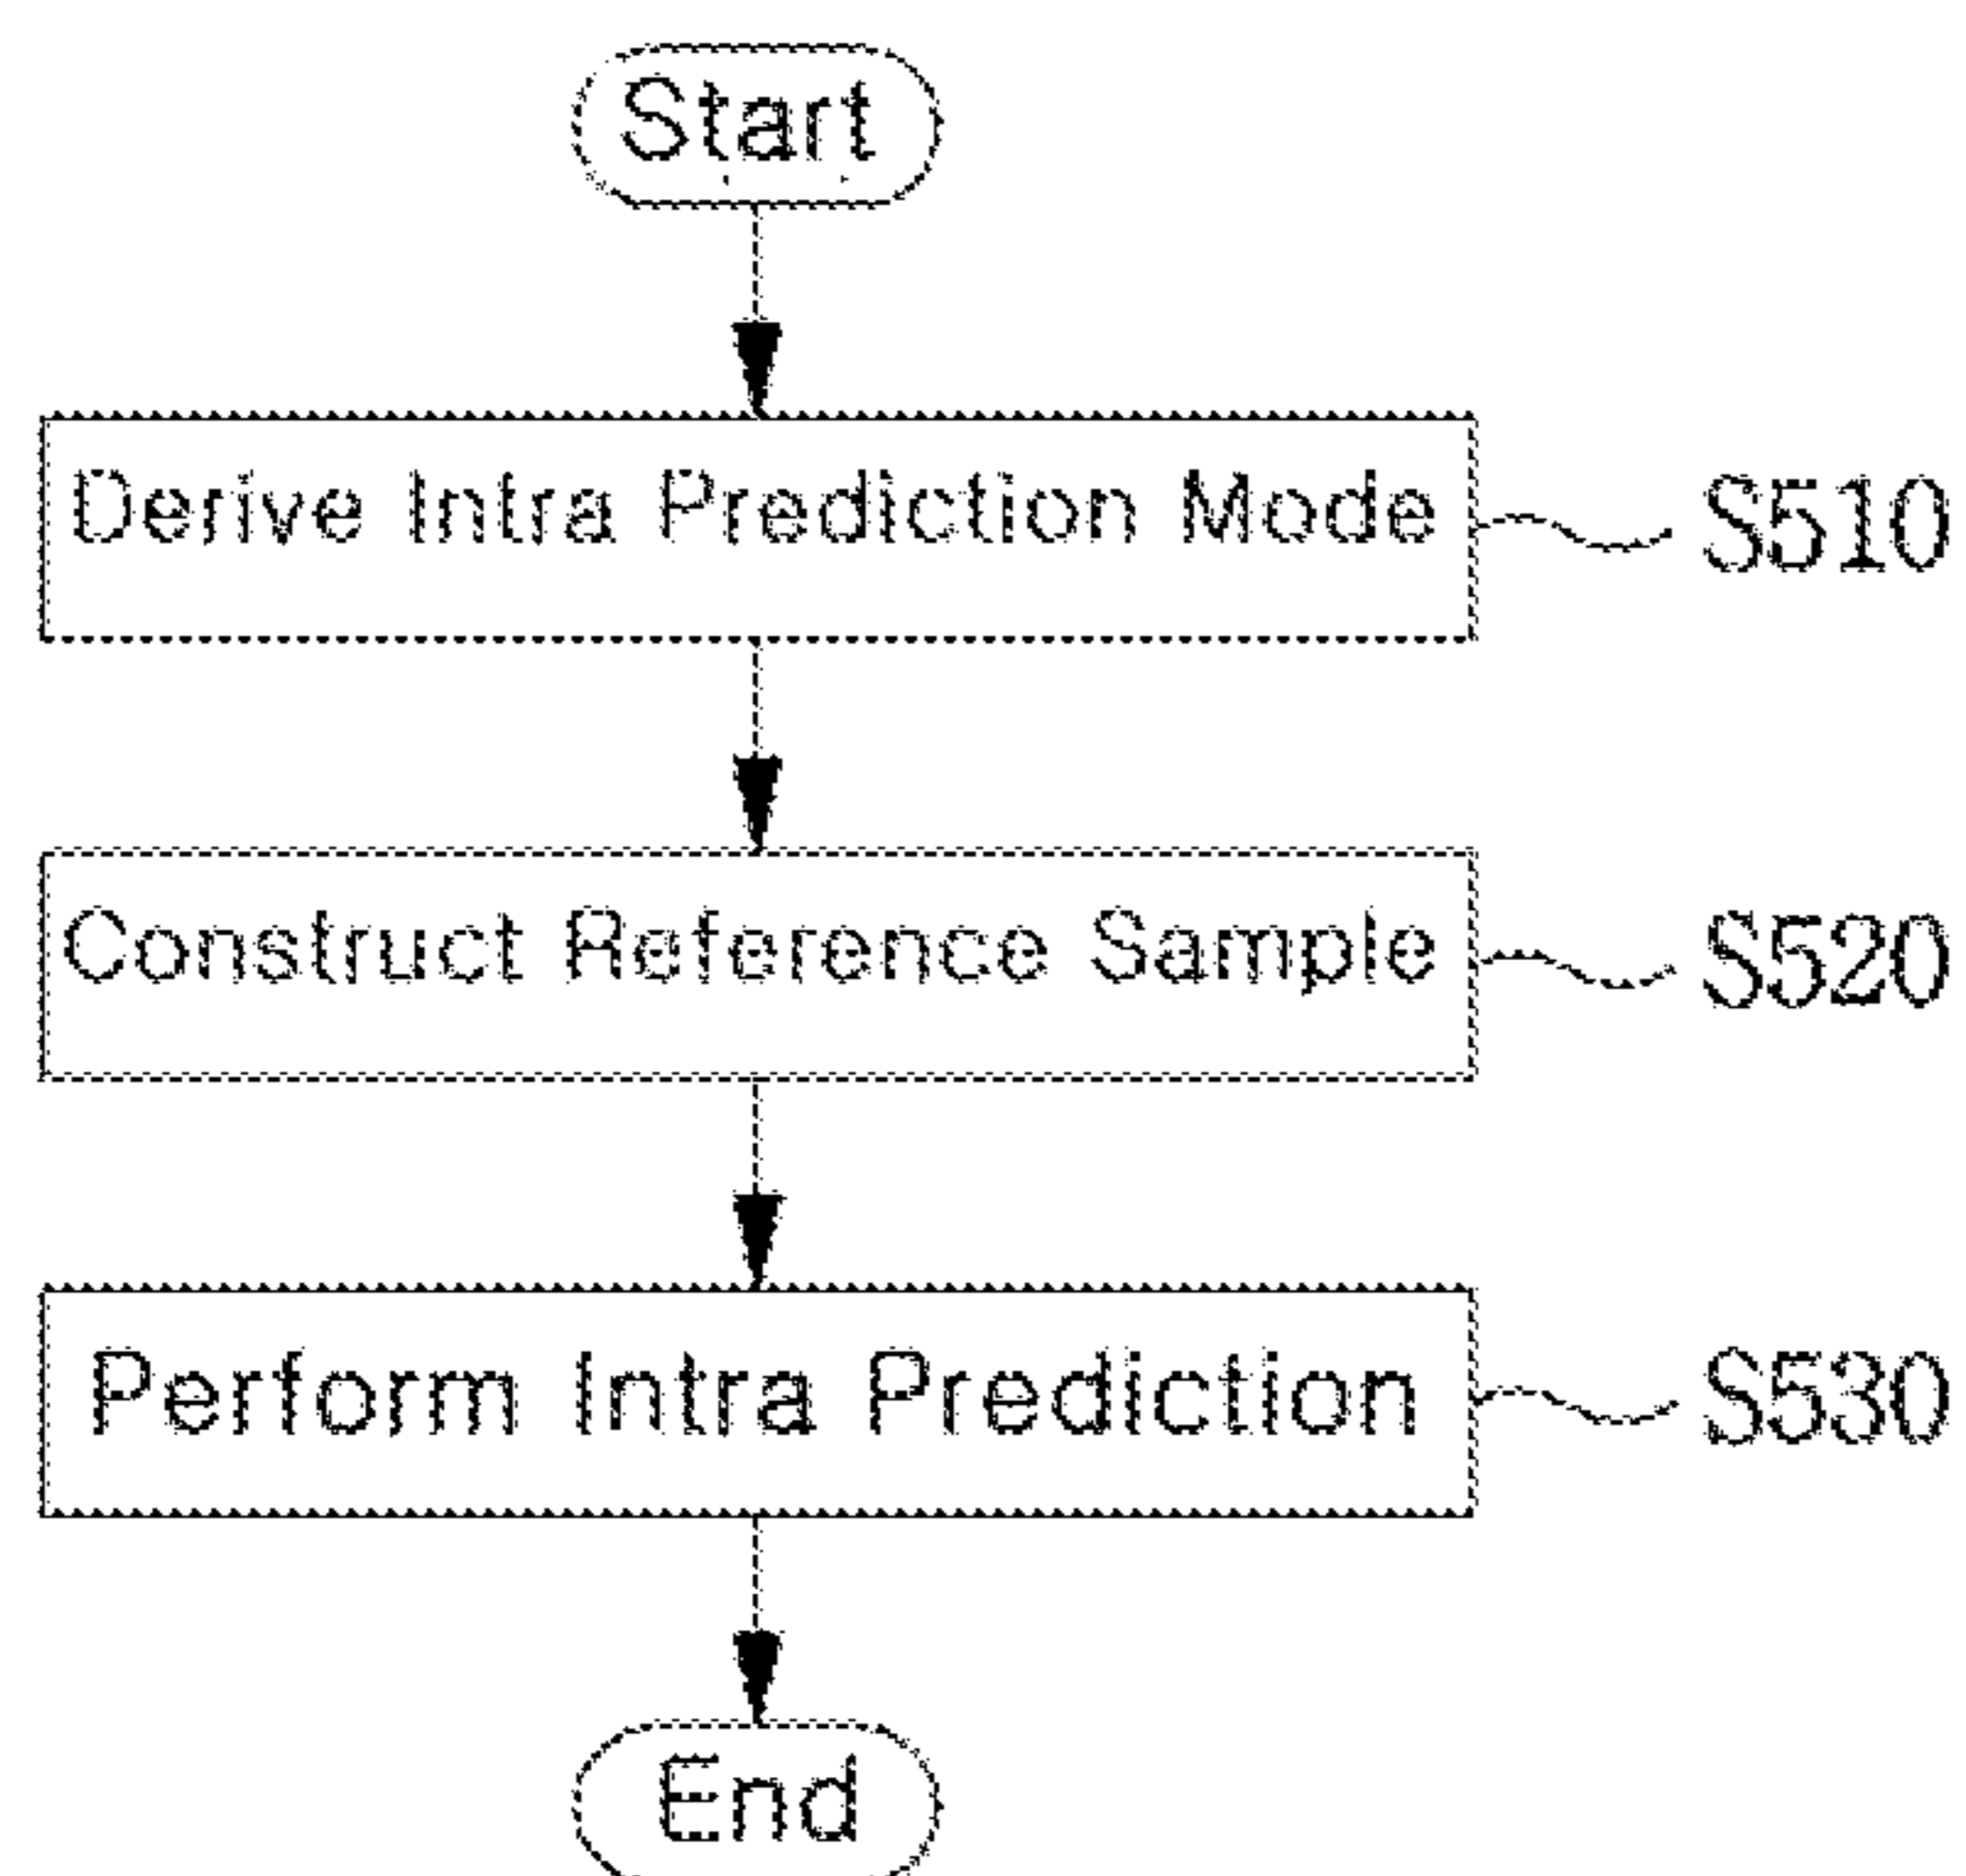 Start
Derive Intra Prediction Mode
S510
Construct Reference Sample
S520
Perform Intra Prediction
S530
End